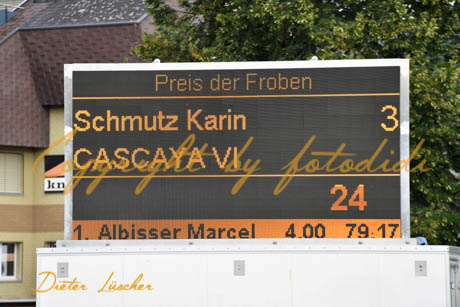 Preis der Froben
Schmutz Karin 3
CASCATA VI
Copyright by fotodidi
24
1. Albisser Marcel 4.00 79.17
Dieter Lüscher